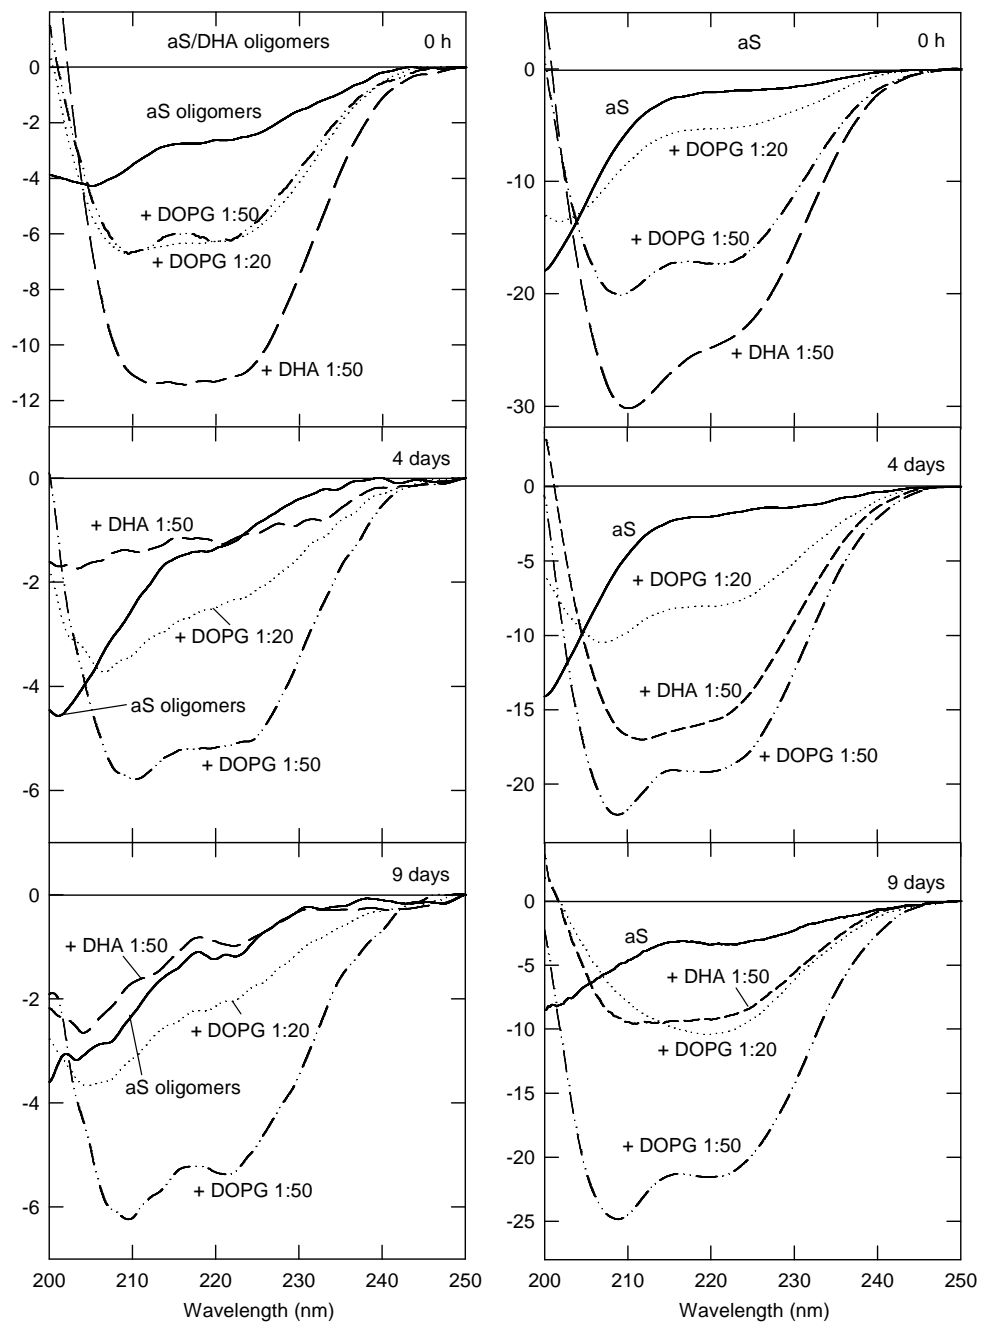 aS/DHA oligomers
0 h
0
aS oligomers
-2
-4
+ DOPG 1:50
-6
+ DOPG 1:20
-8
-10
+ DHA 1:50
-12
aS
0 h
0
aS
+ DOPG 1:20
-10
+ DOPG 1:50
-20
+ DHA 1:50
-30
4 days
0
+ DHA 1:50
-2
+ DOPG 1:20
-4
aS oligomers
+ DOPG 1:50
-6
4 days
0
aS
-5
+ DOPG 1:20
-10
+ DHA 1:50
-15
+ DOPG 1:50
-20
9 days
0
+ DHA 1:50
-2
+ DOPG 1:20
aS oligomers
-4
+ DOPG 1:50
-6
200 210 220 230 240 250
Wavelength (nm)
9 days
0
aS
-5
+ DHA 1:50
-10
+ DOPG 1:20
-15
+ DOPG 1:50
-20
-25
200 210 220 230 240 250
Wavelength (nm)